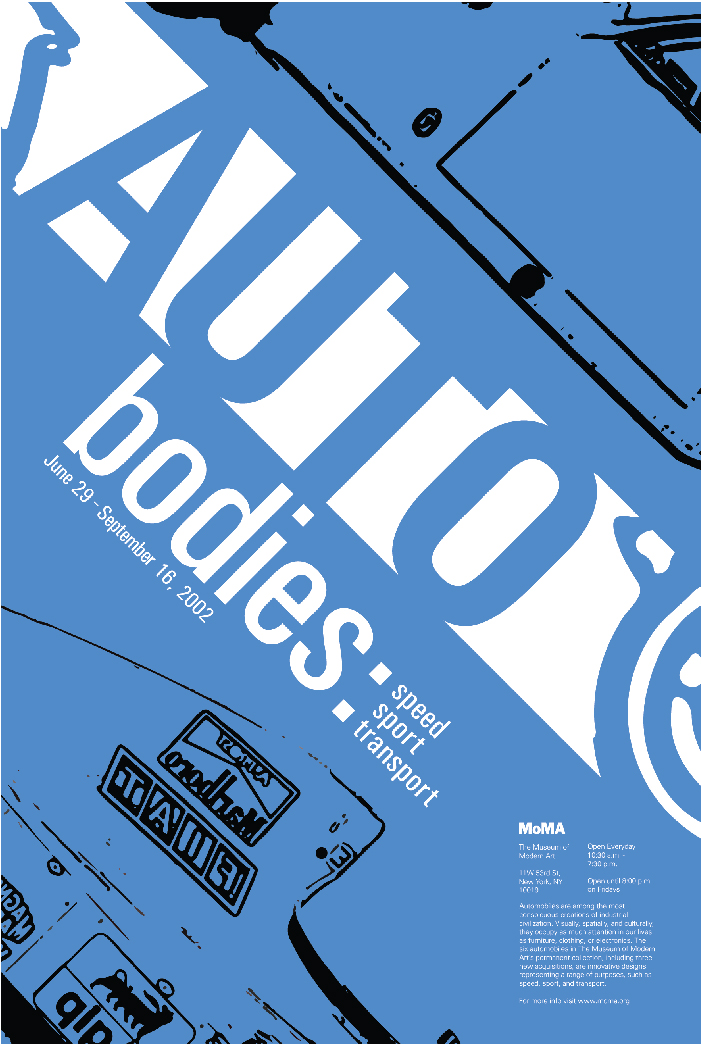 Auto
bodies:
speed
sport
transport
June 29 - September 16, 2002
MoMA
The Museum of
Modern Art
11 W 53rd St,
New York, NY
10019
Open Everyday
10:30 a.m -
7:30 p.m.
Open until 8:00 p.m
on Fridays
Automobiles are among the most
conspicuous creations of industrial
civilization. Visually, spatially, and culturally,
they occupy as much attention in our lives
as furniture, clothing, or electronics. The
six automobiles in the Museum of Modern
Art's permanent collection, including three
new acquisitions, are innovative designs
representing a range of purposes, such as
speed, sport, and transport.
For more info visit www.moma.org